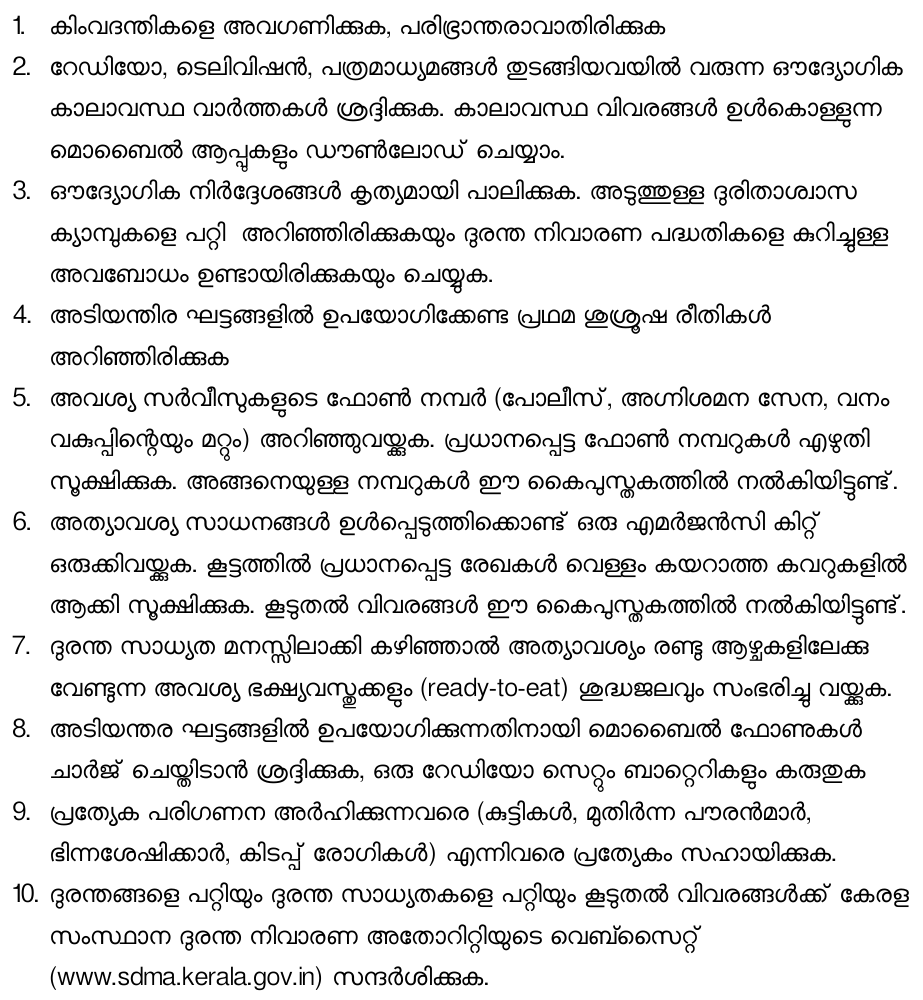 1. കിംവദന്തികളെ അവഗണിക്കുക, പരിഭ്രാന്തരാവാതിരിക്കുക
2. റേഡിയോ, ടെലിവിഷൻ, പത്രമാധ്യമങ്ങൾ തുടങ്ങിയവയിൽ വരുന്ന ഔദ്യോഗിക
കാലാവസ്ഥ വാർത്തകൾ ശ്രദ്ദിക്കുക. കാലാവസ്ഥ വിവരങ്ങൾ ഉൾകൊള്ളുന്ന
മൊബൈൽ ആപ്പുകളും ഡൗൺലോഡ് ചെയ്യാം.
3. ഔദ്യോഗിക നിർദ്ദേശങ്ങൾ കൃത്യമായി പാലിക്കുക. അടുത്തുള്ള ദുരിതാശ്വാസ
ക്യാമ്പുകളെ പറ്റി അറിഞ്ഞിരിക്കുകയും ദുരന്ത നിവാരണ പദ്ധതികളെ കുറിച്ചുള്ള
അവബോധം ഉണ്ടായിരിക്കുകയും ചെയ്യുക.
4. അടിയന്തിര ഘട്ടങ്ങളിൽ ഉപയോഗിക്കേണ്ട പ്രഥമ ശുശ്രൂഷ രീതികൾ
അറിഞ്ഞിരിക്കുക
5. അവശ്യ സർവീസുകളുടെ ഫോൺ നമ്പർ (പോലീസ്, അഗ്നിശമന സേന, വനം
വകുപ്പിന്റെയും മറ്റും) അറിഞ്ഞുവയ്ക്കുക. പ്രധാനപ്പെട്ട ഫോൺ നമ്പറുകൾ എഴുതി
സൂക്ഷിക്കുക. അങ്ങനെയുള്ള നമ്പറുകൾ ഈ കൈപുസ്തകത്തിൽ നൽകിയിട്ടുണ്ട്.
6. അത്യാവശ്യ സാധനങ്ങൾ ഉൾപ്പെടുത്തിക്കൊണ്ട് ഒരു എമർജൻസി കിറ്റ്
ഒരുക്കിവയ്ക്കുക. കൂട്ടത്തിൽ പ്രധാനപ്പെട്ട രേഖകൾ വെള്ളം കയറാത്ത കവറുകളിൽ
ആക്കി സൂക്ഷിക്കുക. കൂടുതൽ വിവരങ്ങൾ ഈ കൈപുസ്തകത്തിൽ നൽകിയിട്ടുണ്ട്.
7. ദുരന്ത സാധ്യത മനസ്സിലാക്കി കഴിഞ്ഞാൽ അത്യാവശ്യം രണ്ടു ആഴ്ചകളിലേക്കു
വേണ്ടുന്ന അവശ്യ ഭക്ഷ്യവസ്തുക്കളും (ready-to-eat) ശുദ്ധജലവും സംഭരിച്ചു വയ്ക്കുക.
8. അടിയന്തര ഘട്ടങ്ങളിൽ ഉപയോഗിക്കുന്നതിനായി മൊബൈൽ ഫോണുകൾ
ചാർജ് ചെയ്തിടാൻ ശ്രദ്ദിക്കുക, ഒരു റേഡിയോ സെറ്റും ബാറ്റെറികളും കരുതുക
9. പ്രത്യേക പരിഗണന അർഹിക്കുന്നവരെ (കുട്ടികൾ, മുതിർന്ന പൗരൻമാർ,
ഭിന്നശേഷിക്കാർ, കിടപ്പ് രോഗികൾ) എന്നിവരെ പ്രത്യേകം സഹായിക്കുക.
10. ദുരന്തങ്ങളെ പറ്റിയും ദുരന്ത സാധ്യതകളെ പറ്റിയും കൂടുതൽ വിവരങ്ങൾക്ക് കേരള
സംസ്ഥാന ദുരന്ത നിവാരണ അതോറിറ്റിയുടെ വെബ്സൈറ്റ്
(www.sdma.kerala.gov.in) സന്ദർശിക്കുക.